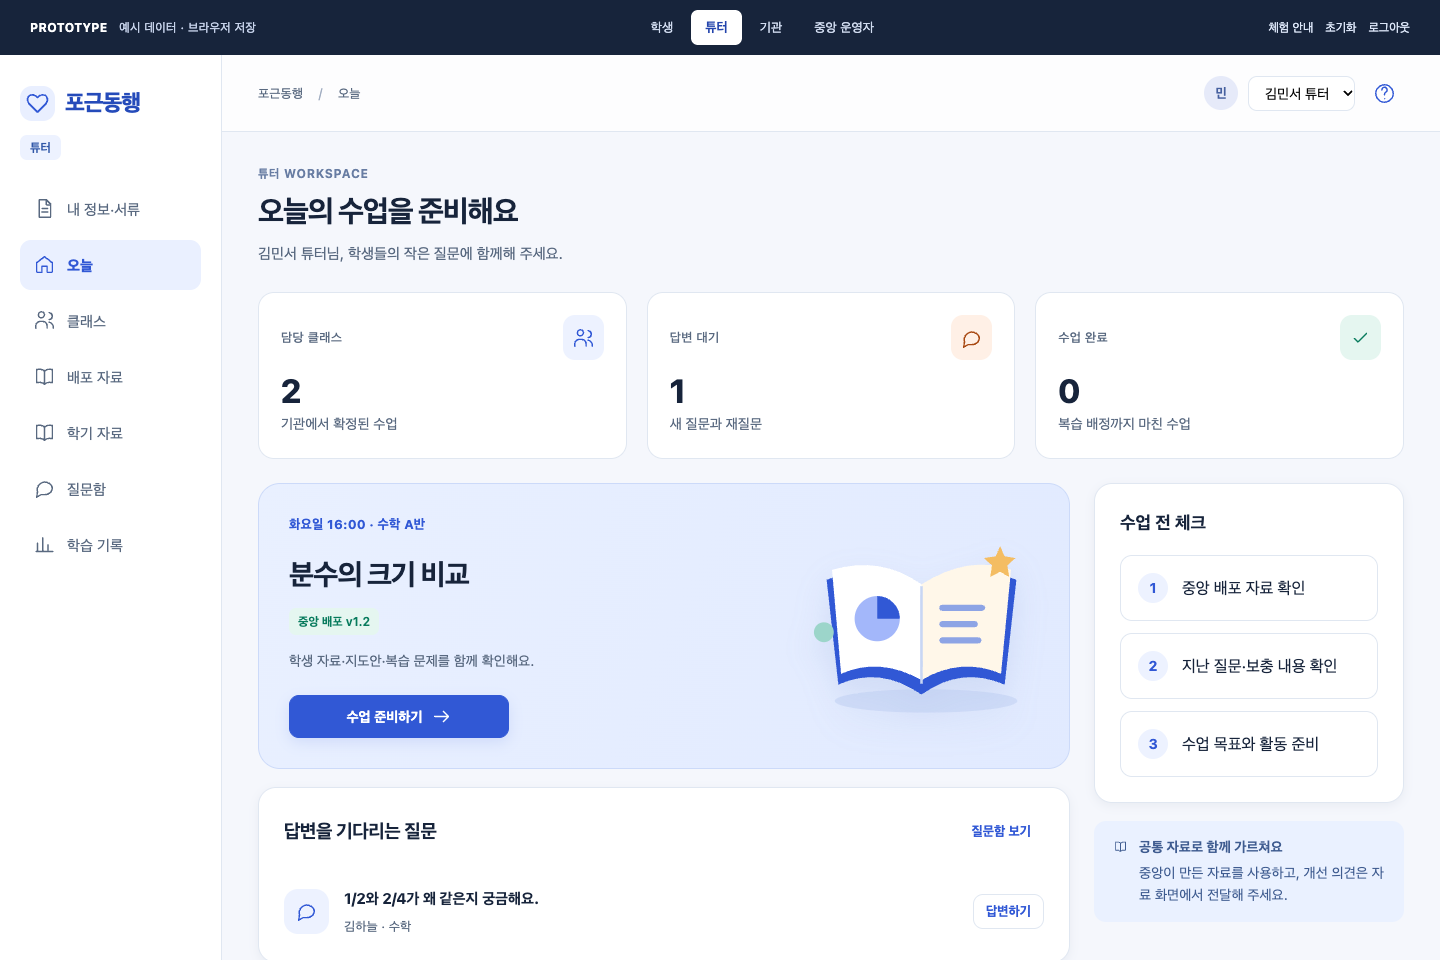 PROTOTYPE 예시 데이터 · 브라우저 저장
학생 튜터 기관 중앙 운영자
체험 안내 초기화 로그아웃
포근동행
튜터
내 정보·서류
오늘
클래스
배포 자료
학기 자료
질문함
학습 기록
포근동행 / 오늘
민 김민서 튜터
튜터 WORKSPACE
오늘의 수업을 준비해요
김민서 튜터님, 학생들의 작은 질문에 함께해 주세요.
담당 클래스
2
기관에서 확정된 수업
답변 대기
1
새 질문과 재질문
수업 완료
0
복습 배정까지 마친 수업
화요일 16:00 · 수학 A반
분수의 크기 비교
중앙 배포 v1.2
학생 자료·지도안·복습 문제를 함께 확인해요.
수업 준비하기
수업 전 체크
1 중앙 배포 자료 확인
2 지난 질문·보충 내용 확인
3 수업 목표와 활동 준비
답변을 기다리는 질문
질문함 보기
1/2와 2/4가 왜 같은지 궁금해요.
김하늘 · 수학
답변하기
공통 자료로 함께 가르쳐요
중앙이 만든 자료를 사용하고, 개선 의견은 자
료 화면에서 전달해 주세요.